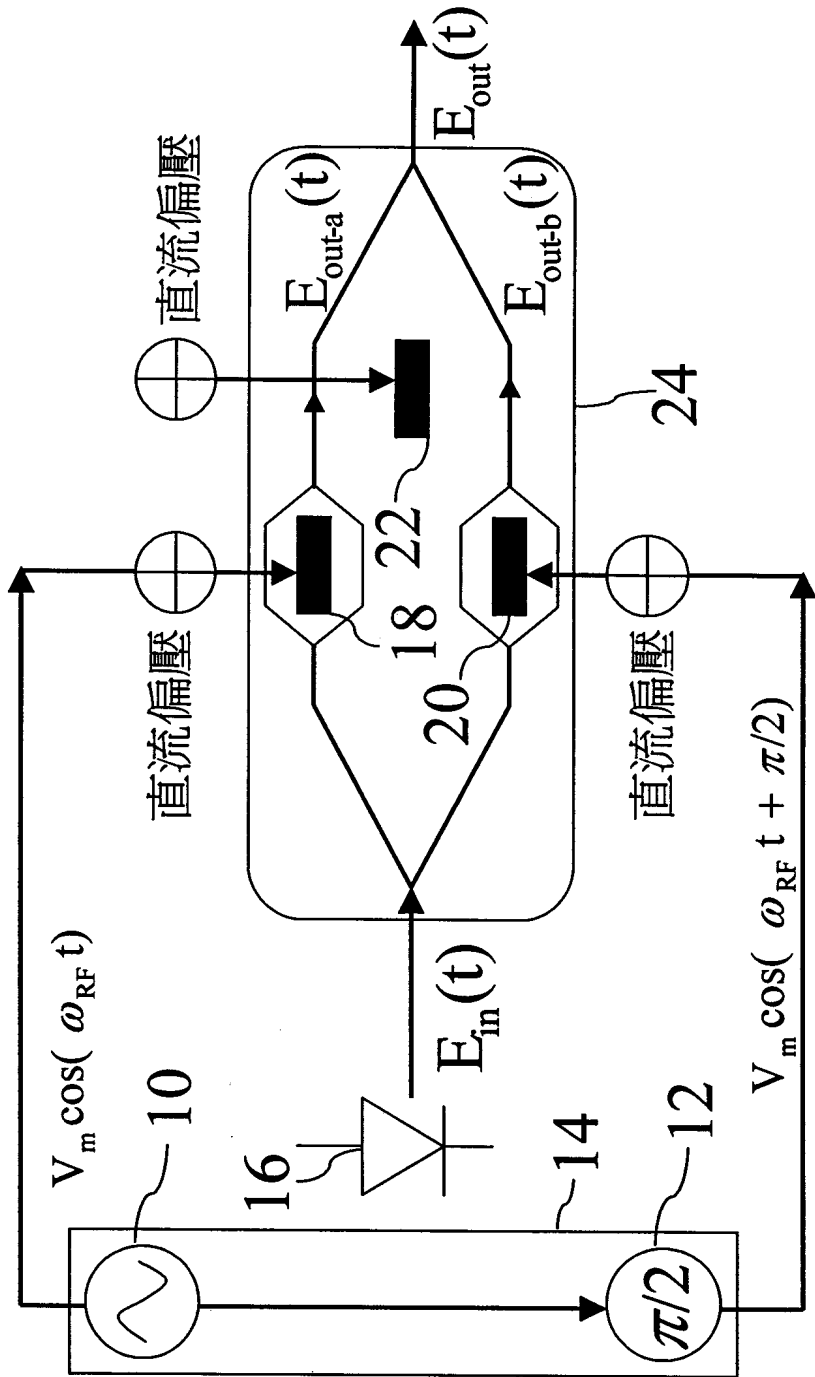 V_m cos( ω_RF t)
10
12
14
π/2
V_m cos( ω_RF t + π/2)
16
E_in(t)
直流偏壓
18
20
直流偏壓
直流偏壓
22
24
E_out-a(t)
E_out-b(t)
E_out(t)